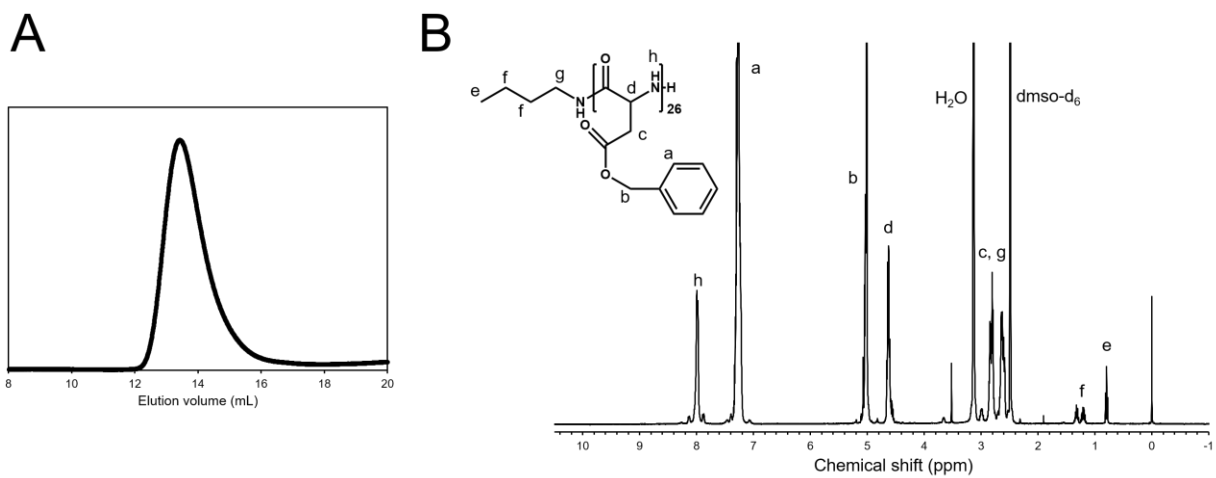 A
B
8
10
12
14
16
18
20
Elution volume (mL)
e
f
f
g
N
H
O
d
h
H
N
H
26
c
O
O
b
a
a
h
b
d
H2O
dmso-d6
c, g
f
e
10
9
8
7
6
5
4
3
2
1
0
-1
Chemical shift (ppm)